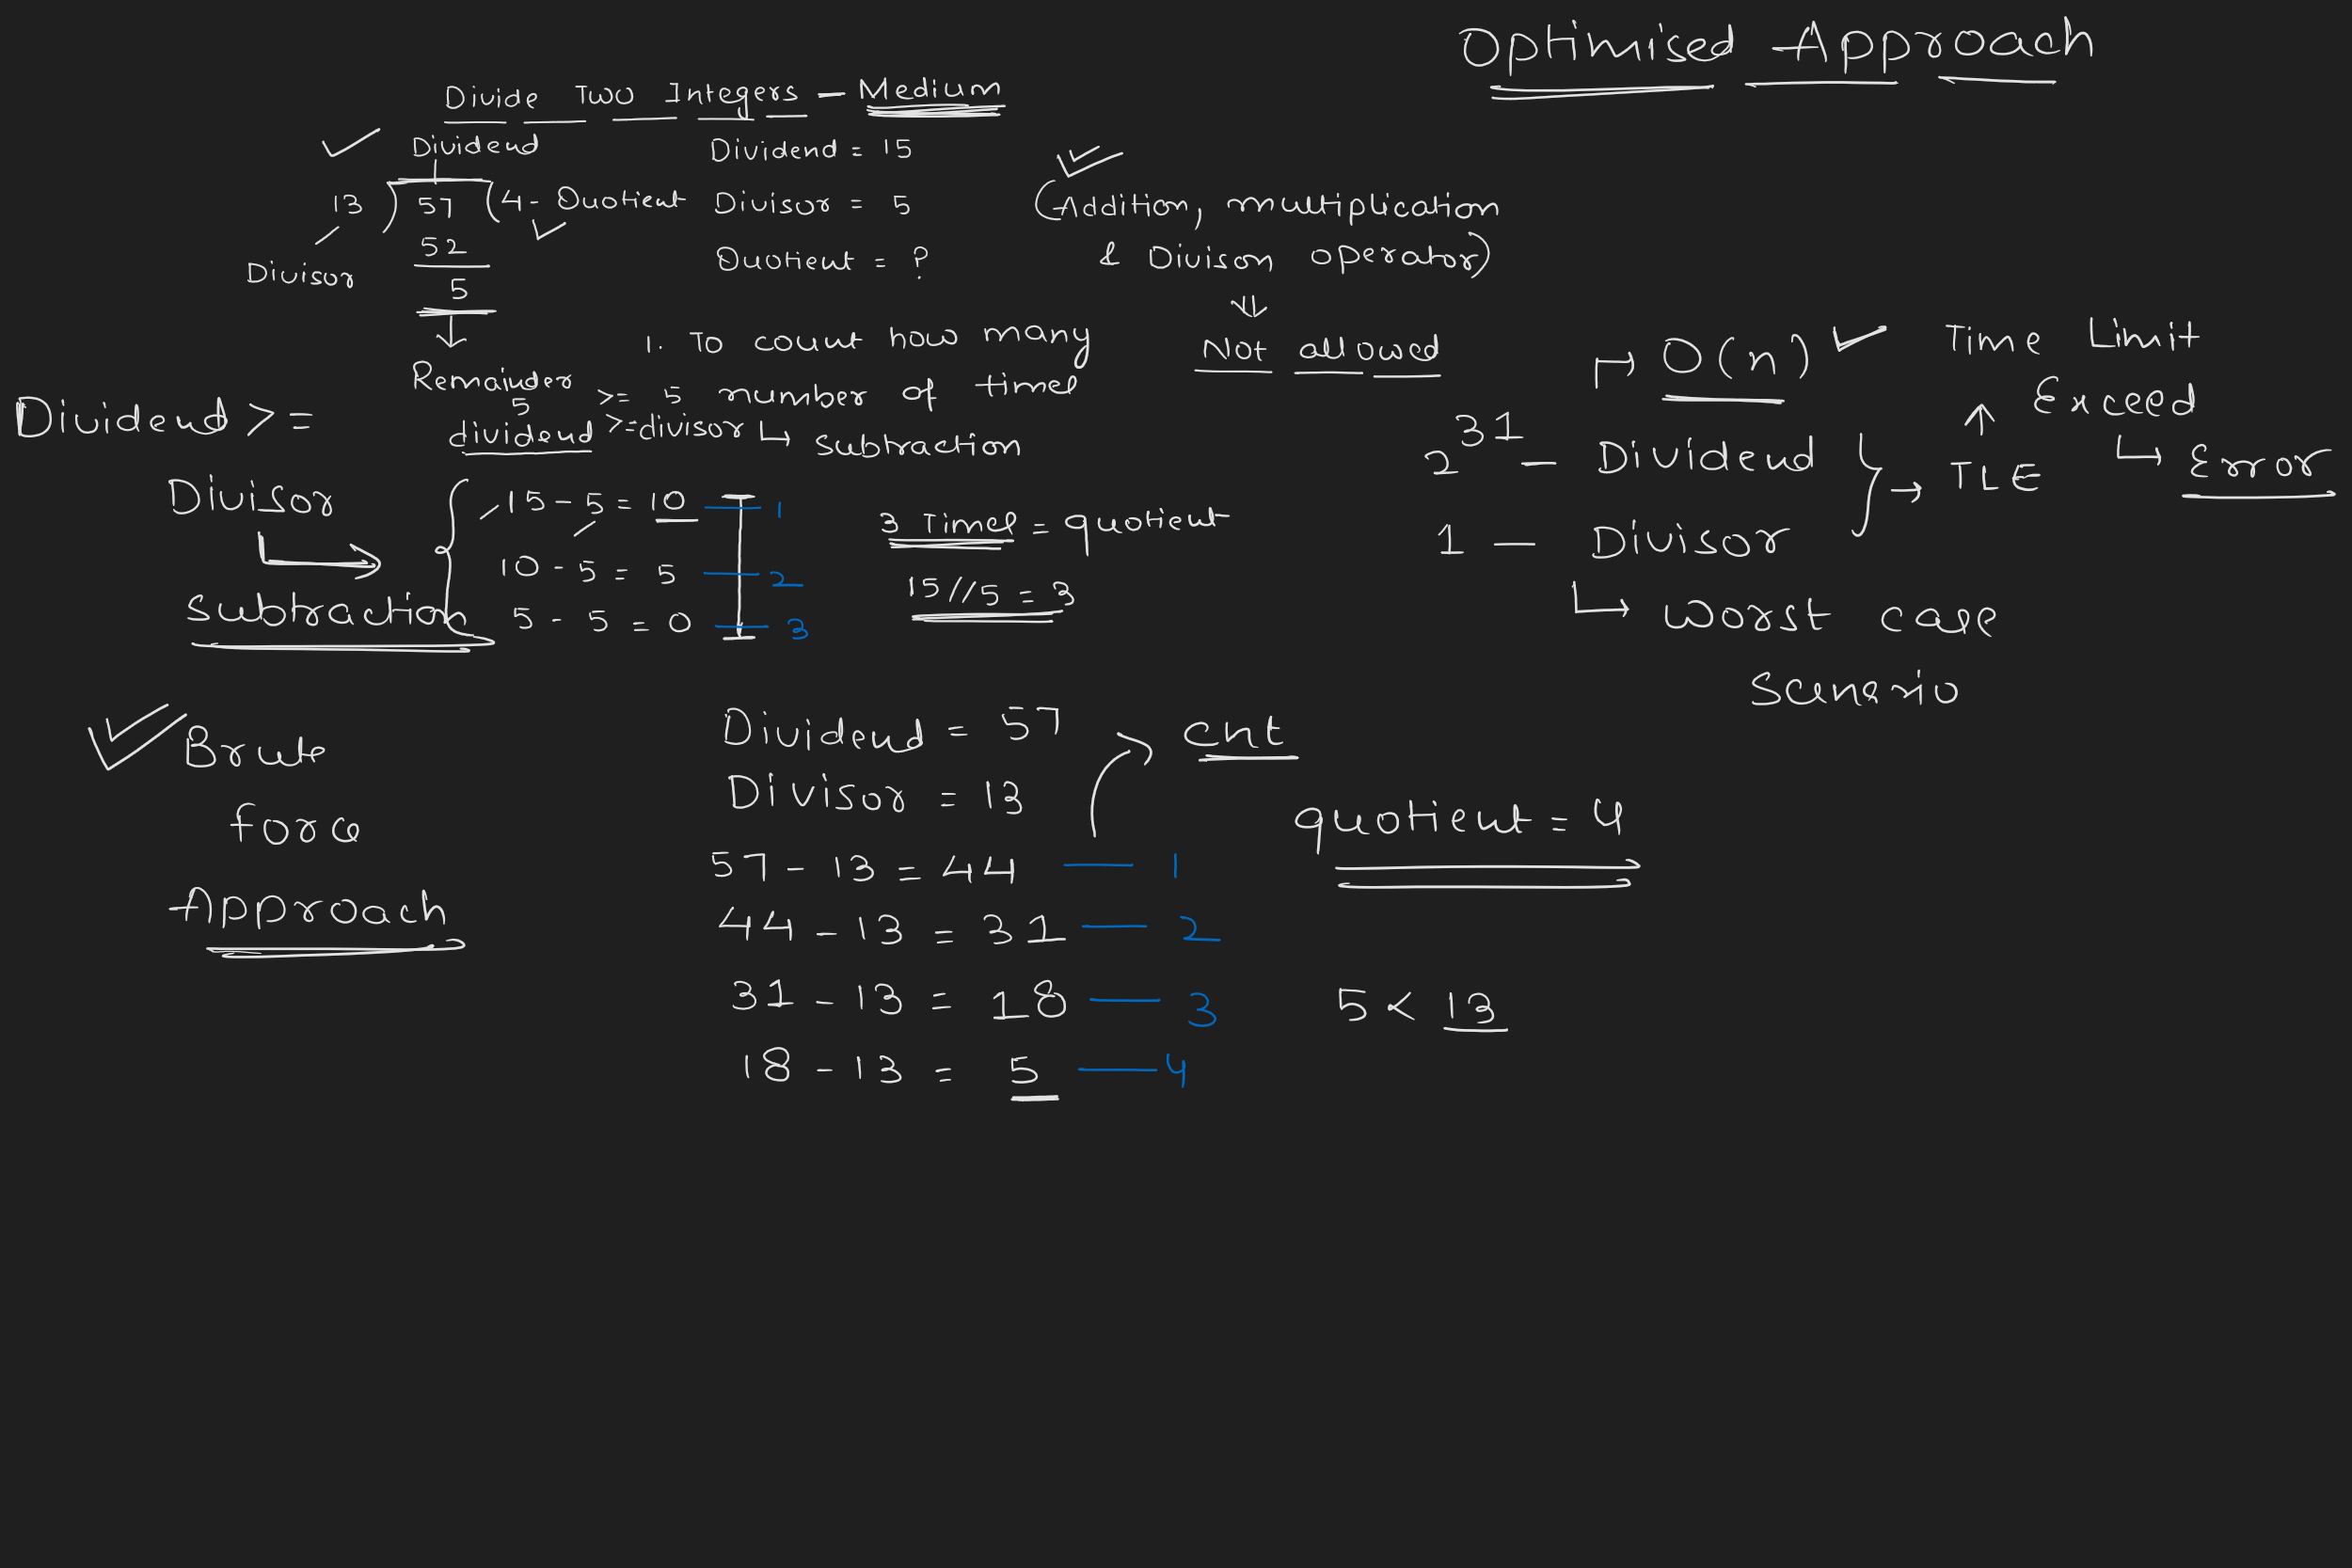 Optimised Approach
Divide Two Integers - Medium
Dividend
13 ) 57 ( 4 - Quotient
Divisor
52
5
Remainder
5
Dividend = 15
Divisor = 5
Quotient = ?
(Addition, multiplication
& Divison operator)
Not allowed
1. To count how many
>= 5 number of times
dividend >= divisor ↳ subtraction
Dividend >=
Divisor
subtraction
15 - 5 = 10 — 1
10 - 5 = 5 — 2
5 - 5 = 0 — 3
3 Times = quotient
15//5 = 3
→ O(n)
2^31 - Dividend
1 - Divisor
↳ worst case
scenario
} → TLE
↑
Time Limit
Exceed
↳ Error
Brute
force
Approach
Dividend = 57
Divisor = 13
cnt
57 - 13 = 44 — 1
44 - 13 = 31 — 2
31 - 13 = 18 — 3
18 - 13 = 5 — 4
quotient = 4
5 < 13